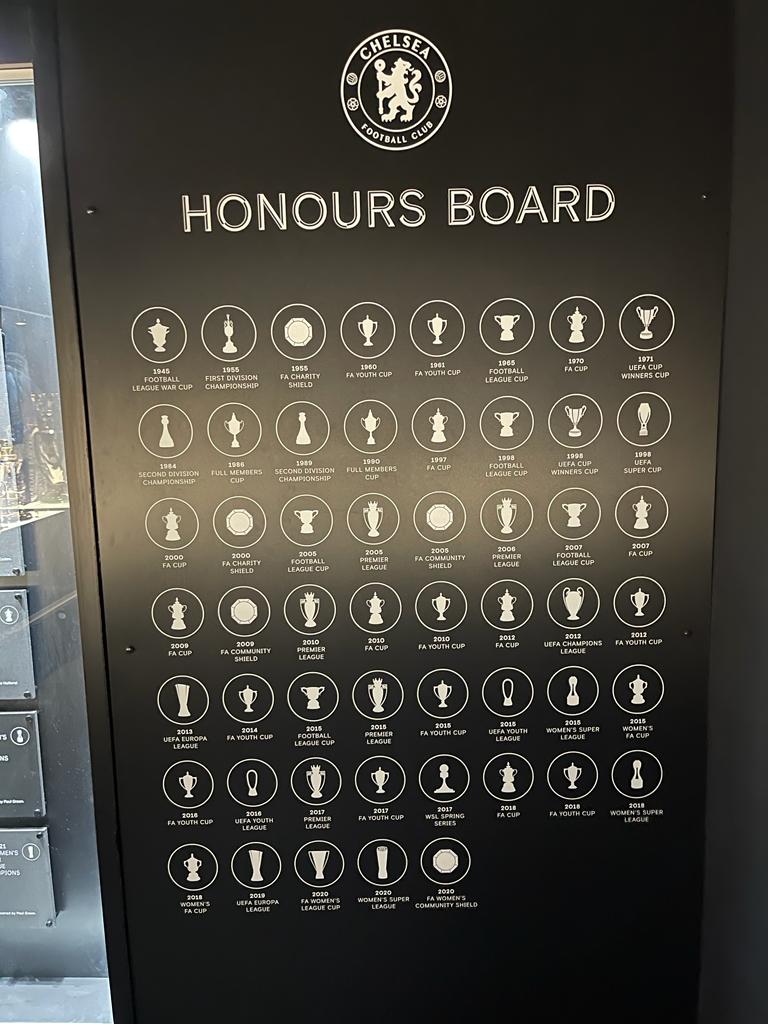 CHELSEA
FOOTBALL CLUB
HONOURS BOARD
1945
FOOTBALL
LEAGUE WAR CUP
1955
FIRST DIVISION
CHAMPIONSHIP
1955
FA CHARITY
SHIELD
1960
FA YOUTH CUP
1961
FA YOUTH CUP
1965
FOOTBALL
LEAGUE CUP
1970
FA CUP
1971
UEFA CUP
WINNERS CUP
1984
SECOND DIVISION
CHAMPIONSHIP
1986
FULL MEMBERS
CUP
1989
SECOND DIVISION
CHAMPIONSHIP
1990
FULL MEMBERS
CUP
1997
FA CUP
1998
FOOTBALL
LEAGUE CUP
1998
UEFA CUP
WINNERS CUP
1998
UEFA
SUPER CUP
2000
FA CUP
2000
FA CHARITY
SHIELD
2005
FOOTBALL
LEAGUE CUP
2005
PREMIER
LEAGUE
2005
FA COMMUNITY
SHIELD
2006
PREMIER
LEAGUE
2007
FOOTBALL
LEAGUE CUP
2007
FA CUP
2009
FA CUP
2009
FA COMMUNITY
SHIELD
2010
PREMIER
LEAGUE
2010
FA CUP
2010
FA YOUTH CUP
2012
FA CUP
2012
UEFA CHAMPIONS
LEAGUE
2012
FA YOUTH CUP
2013
UEFA EUROPA
LEAGUE
2014
FA YOUTH CUP
2015
FOOTBALL
LEAGUE CUP
2015
PREMIER
LEAGUE
2015
FA YOUTH CUP
2015
UEFA YOUTH
LEAGUE
2015
WOMEN'S SUPER
LEAGUE
2015
WOMEN'S
FA CUP
2016
FA YOUTH CUP
2016
UEFA YOUTH
LEAGUE
2017
PREMIER
LEAGUE
2017
FA YOUTH CUP
2017
WSL SPRING
SERIES
2018
FA CUP
2018
FA YOUTH CUP
2018
WOMEN'S SUPER
LEAGUE
2018
WOMEN'S
FA CUP
2019
UEFA EUROPA
LEAGUE
2020
FA WOMEN'S
LEAGUE CUP
2020
WOMEN'S SUPER
LEAGUE
2020
FA WOMEN'S
COMMUNITY SHIELD